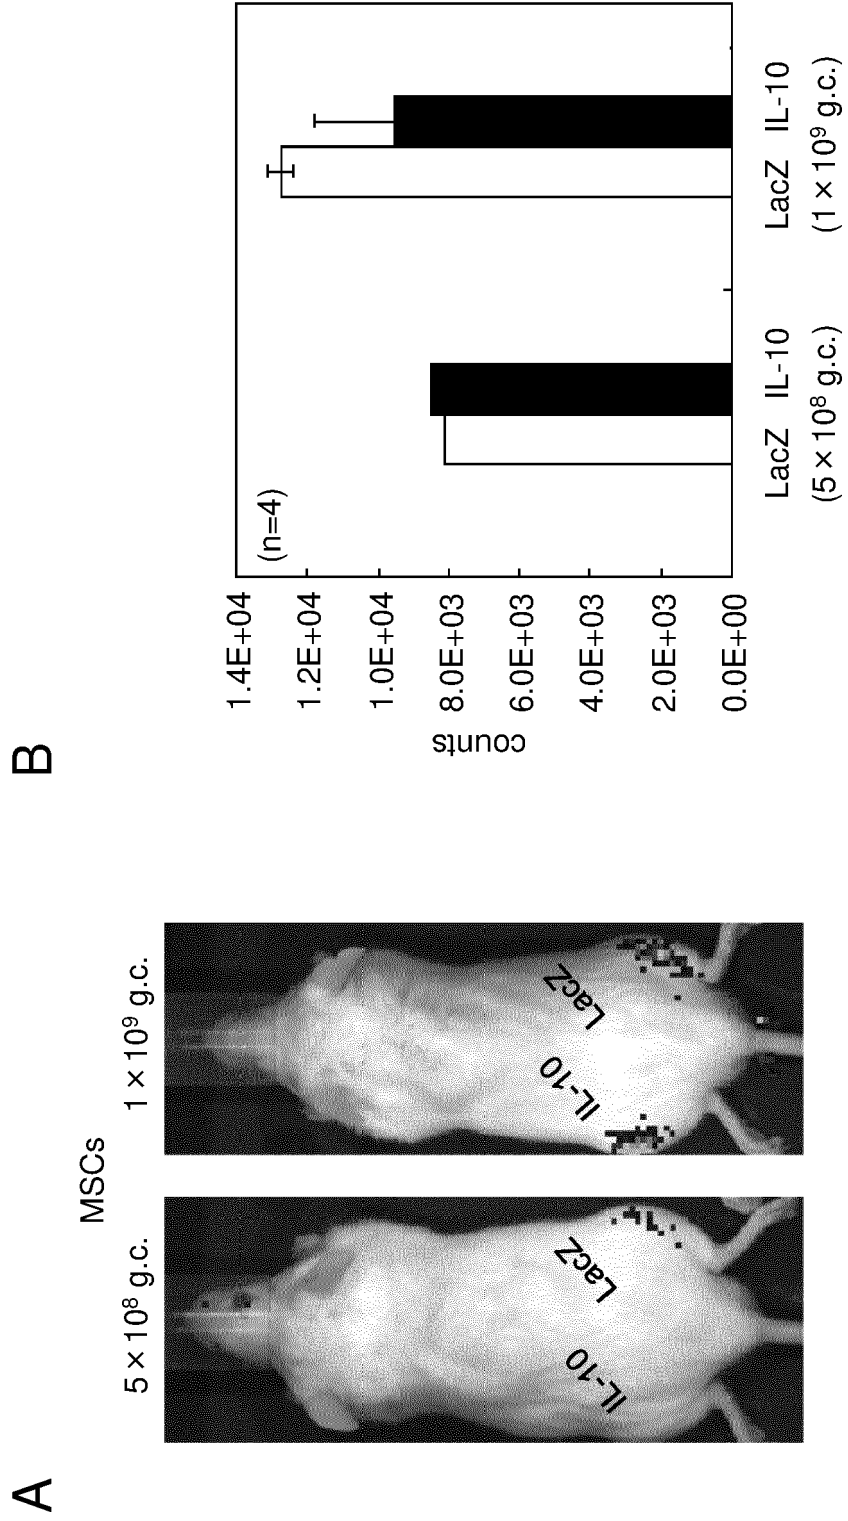 A
MSCs
5×10⁸ g.c.
1×10⁹ g.c.
IL-10
LacZ
IL-10
LacZ
B
(n=4)
counts
1.4E+04
1.2E+04
1.0E+04
8.0E+03
6.0E+03
4.0E+03
2.0E+03
0.0E+00
LacZ IL-10
(5×10⁸ g.c.)
LacZ IL-10
(1×10⁹ g.c.)